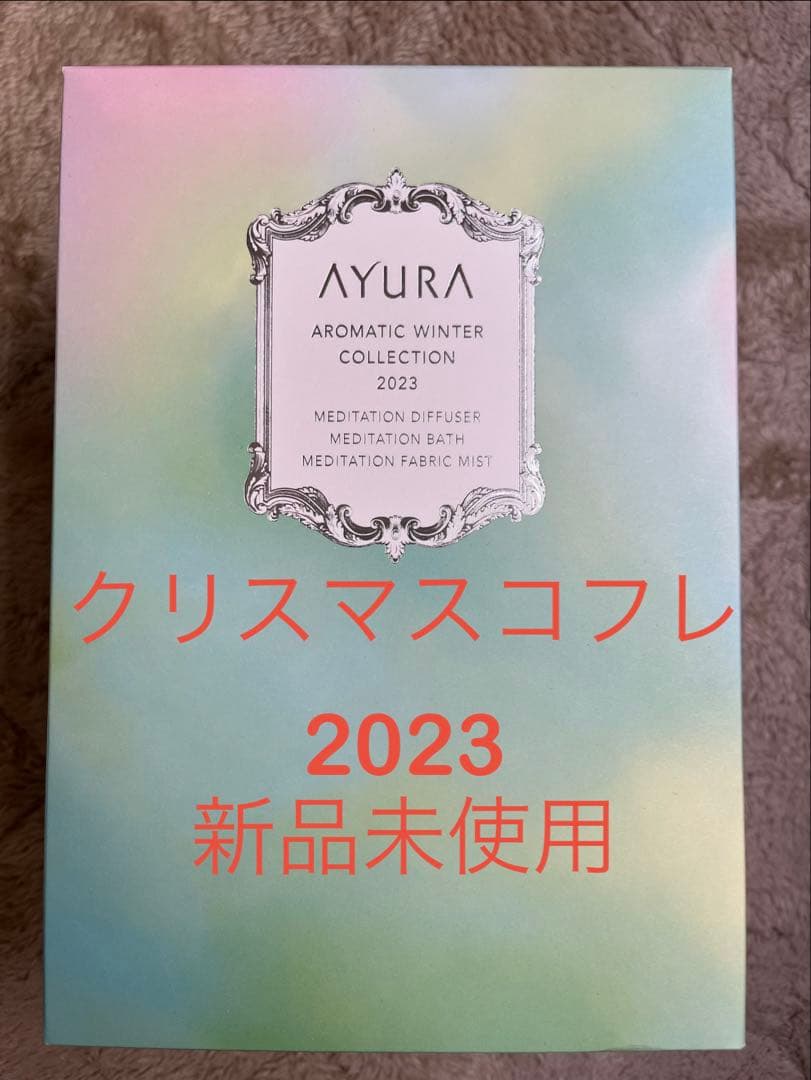 AYURA
AROMATIC WINTER
COLLECTION
2023
MEDITATION DIFFUSER
MEDITATION BATH
MEDITATION FABRIC MIST
クリスマスコフレ
2023
新品未使用